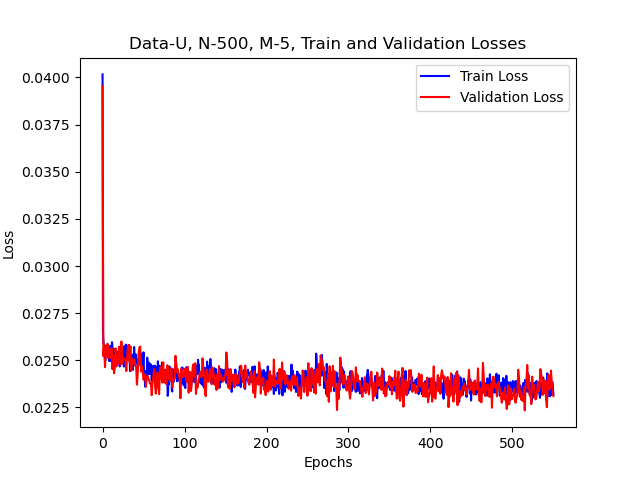 Data-U, N-500, M-5, Train and Validation Losses
Train Loss
Validation Loss
0.0400
0.0375
0.0350
0.0325
0.0300
0.0275
0.0250
0.0225
Loss
0 100 200 300 400 500
Epochs